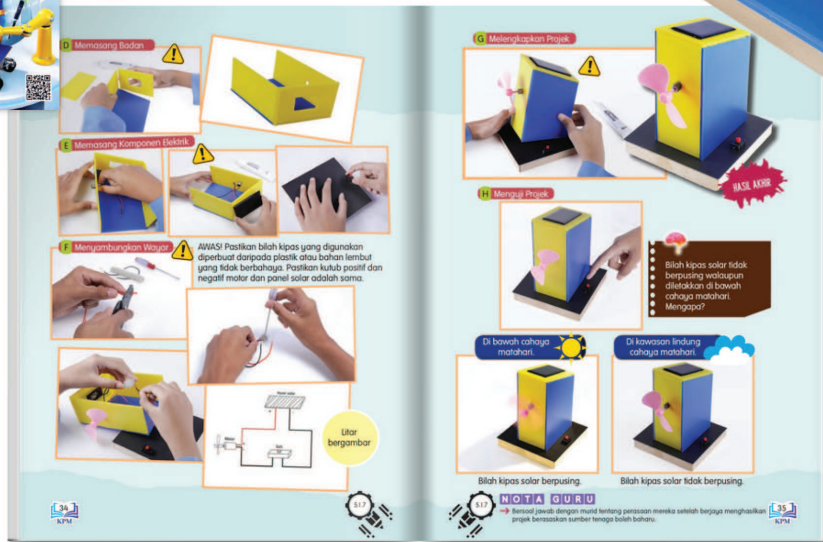 D Memasang Badan
E Memasang Komponen Elektrik
F Menyambungkan Wayar
AWAS! Pastikan bilah kipas yang digunakan
diperbuat daripada plastik atau bahan lembut
yang tidak berbahaya. Pastikan kutub positif dan
negatif motor dan panel solar adalah sama.
Panel solar
Motor
Suis
Litar
bergambar
34
KPM
5.1.7
G Melengkapkan Projek
HASIL AKHIR
H Menguji Projek
Bilah kipas solar tidak
berpusing walaupun
diletakkan di bawah
cahaya matahari.
Mengapa?
Di bawah cahaya
matahari.
Di kawasan lindung
cahaya matahari.
Bilah kipas solar berpusing.
Bilah kipas solar tidak berpusing.
5.1.7
NOTA GURU
Bersoal jawab dengan murid tentang perasaan mereka setelah berjaya menghasilkan
projek berasaskan sumber tenaga boleh baharu.
35
KPM